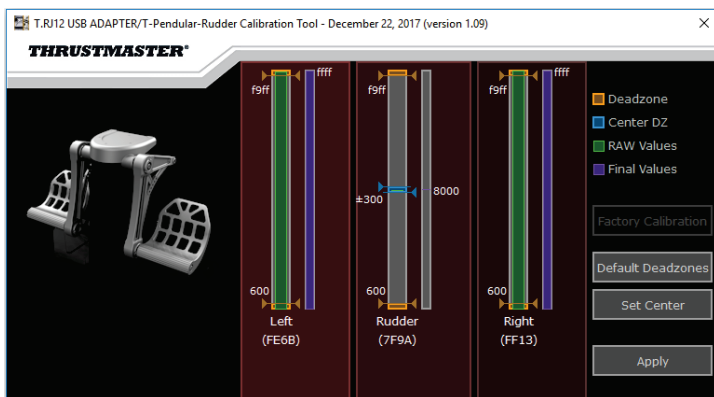 T.RJ12 USB ADAPTER/T-Pendular-Rudder Calibration Tool - December 22, 2017 (version 1.09)
THRUSTMASTER®
ffff
f9ff
600
Left
(FE6B)
f9ff
±300
8000
600
Rudder
(7F9A)
ffff
f9ff
600
Right
(FF13)
Deadzone
Center DZ
RAW Values
Final Values
Factory Calibration
Default Deadzones
Set Center
Apply